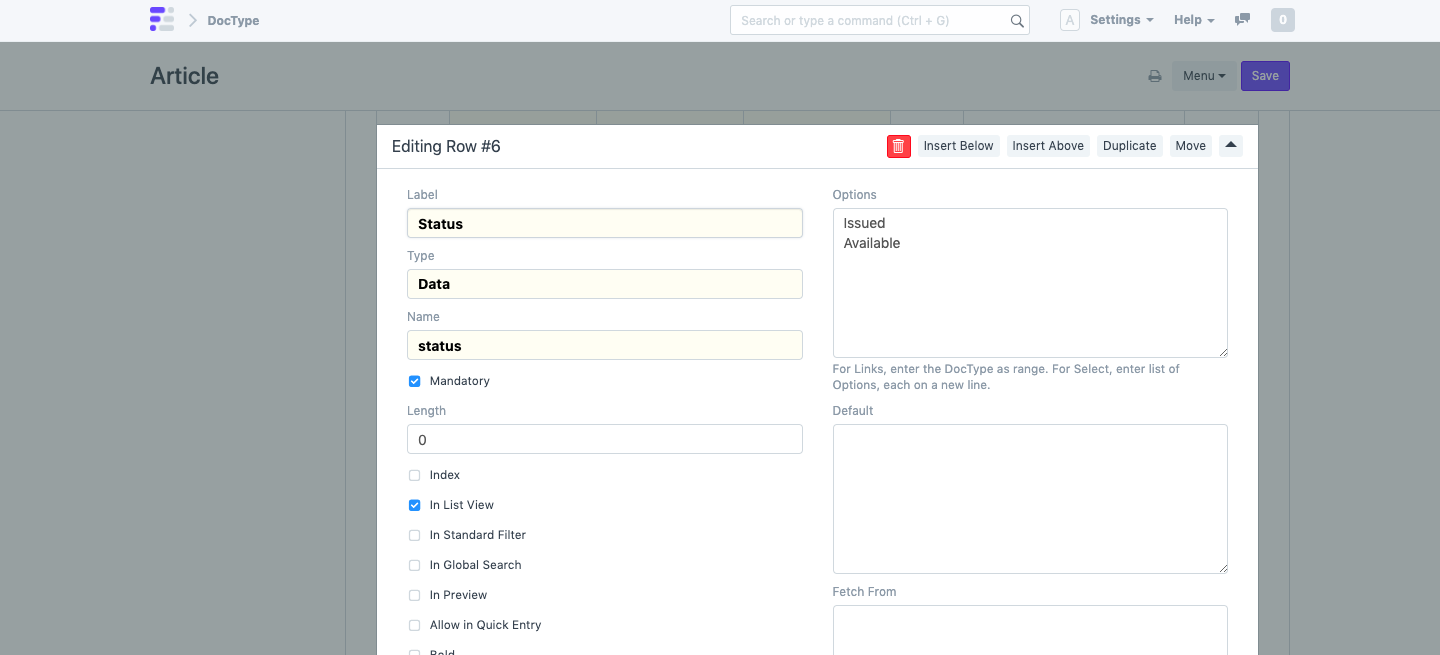 DocType
Search or type a command (Ctrl + G)
A
Settings
Help
0
Article
Menu
Save
Editing Row #6
Insert Below
Insert Above
Duplicate
Move
Label
Status
Type
Data
Name
status
Mandatory
Length
0
Index
In List View
In Standard Filter
In Global Search
In Preview
Allow in Quick Entry
Bold
Options
Issued
Available
For Links, enter the DocType as range. For Select, enter list of
Options, each on a new line.
Default
Fetch From